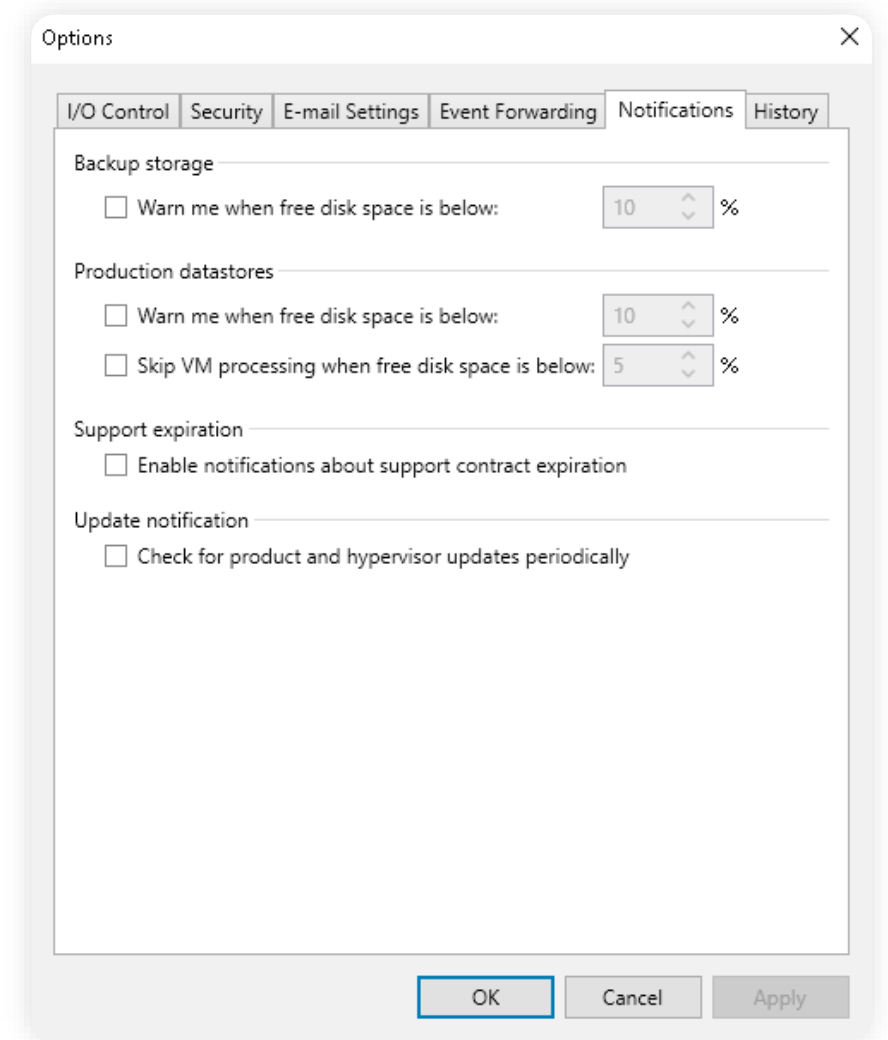 Options
I/O Control Security E-mail Settings Event Forwarding Notifications History
Backup storage
Warn me when free disk space is below: 10 %
Production datastores
Warn me when free disk space is below: 10 %
Skip VM processing when free disk space is below: 5 %
Support expiration
Enable notifications about support contract expiration
Update notification
Check for product and hypervisor updates periodically
OK Cancel Apply